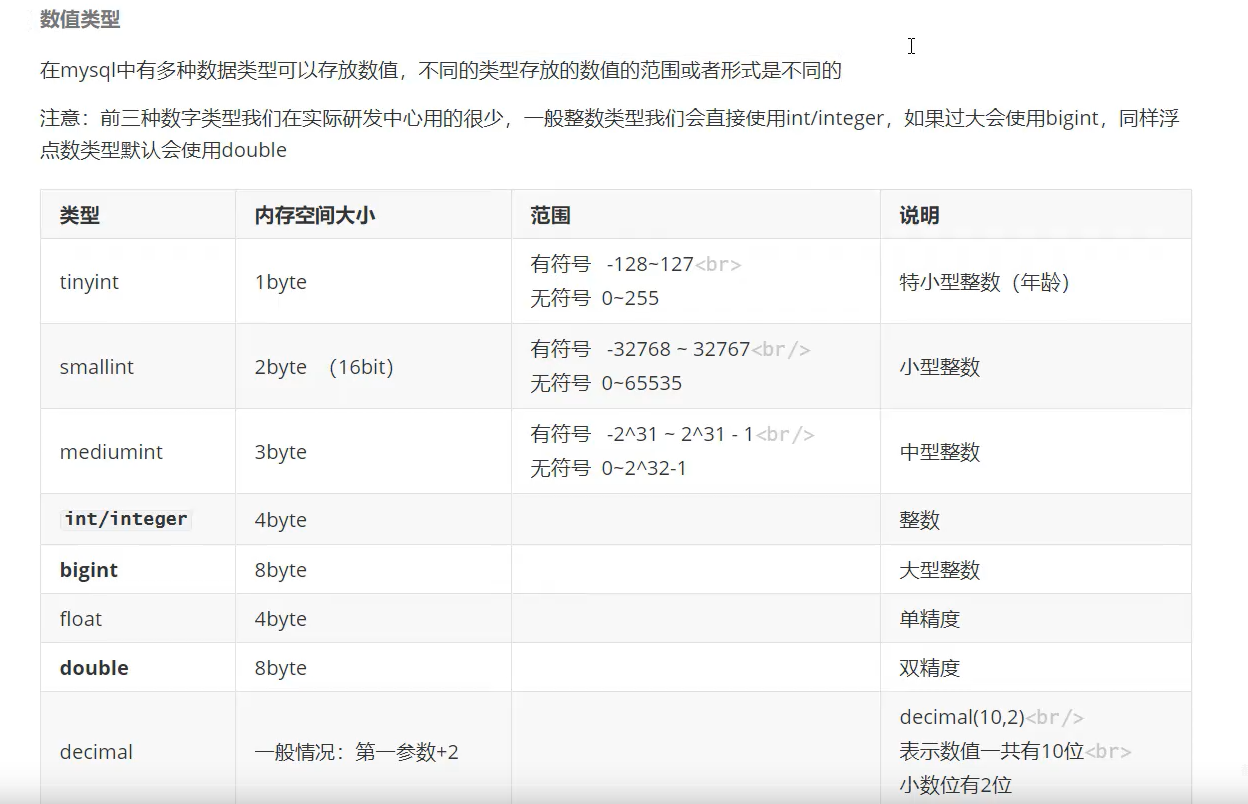 数值类型
在mysql中有多种数据类型可以存放数值，不同的类型存放的数值的范围或者形式是不同的
注意：前三种数字类型我们在实际研发中心用的很少，一般整数类型我们会直接使用int/integer，如果过大会使用bigint，同样浮
点数类型默认会使用double
类型 内存空间大小 范围 说明
tinyint 1byte 有符号 -128~127<br>
无符号 0~255 特小型整数（年龄）
smallint 2byte （16bit） 有符号 -32768 ~ 32767<br/>
无符号 0~65535 小型整数
mediumint 3byte 有符号 -2^31 ~ 2^31 - 1<br/>
无符号 0~2^32-1 中型整数
int/integer 4byte 整数
bigint 8byte 大型整数
float 4byte 单精度
double 8byte 双精度
decimal 一般情况：第一参数+2 decimal(10,2)<br/>
表示数值一共有10位<br>
小数位有2位